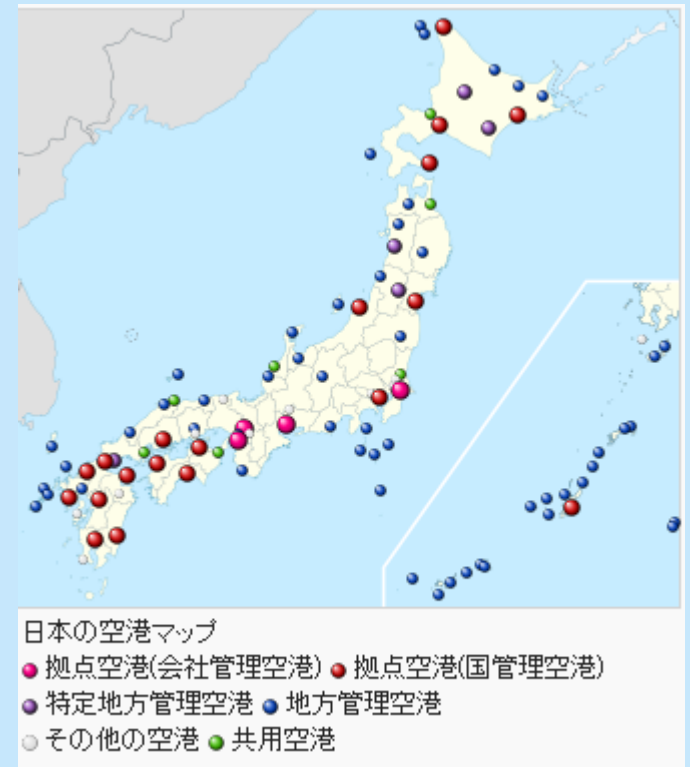 日本の空港マップ
拠点空港(会社管理空港) 拠点空港(国管理空港)
特定地方管理空港 地方管理空港
その他の空港 共用空港